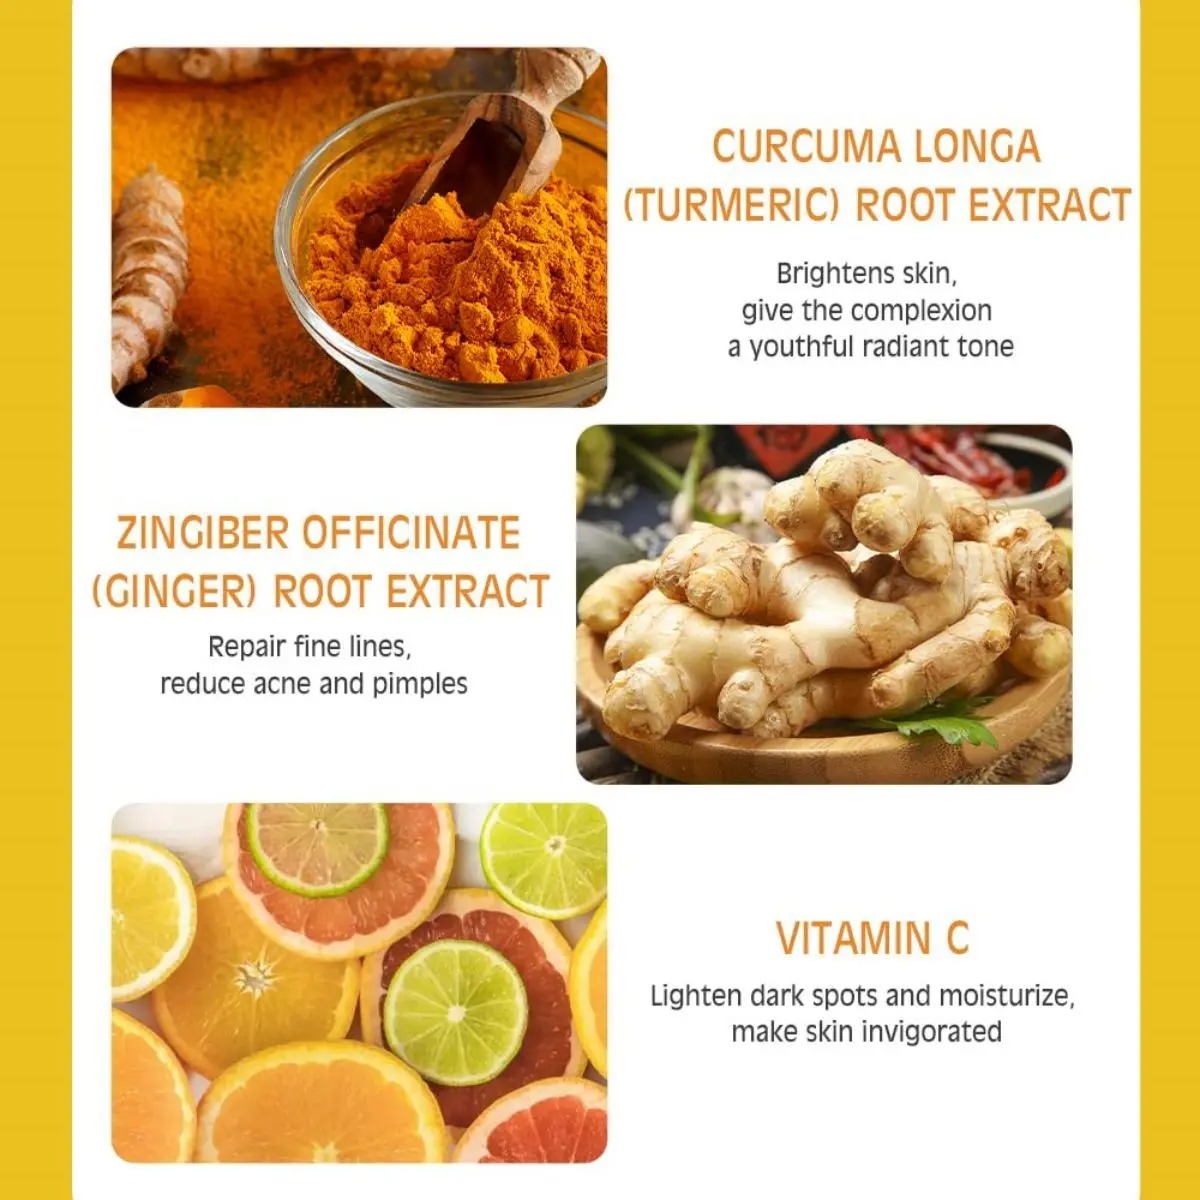 CURCUMA LONGA
(TURMERIC) ROOT EXTRACT
Brightens skin,
give the complexion
a youthful radiant tone
ZINGIBER OFFICINATE
(GINGER) ROOT EXTRACT
Repair fine lines,
reduce acne and pimples
VITAMIN C
Lighten dark spots and moisturize,
make skin invigorated